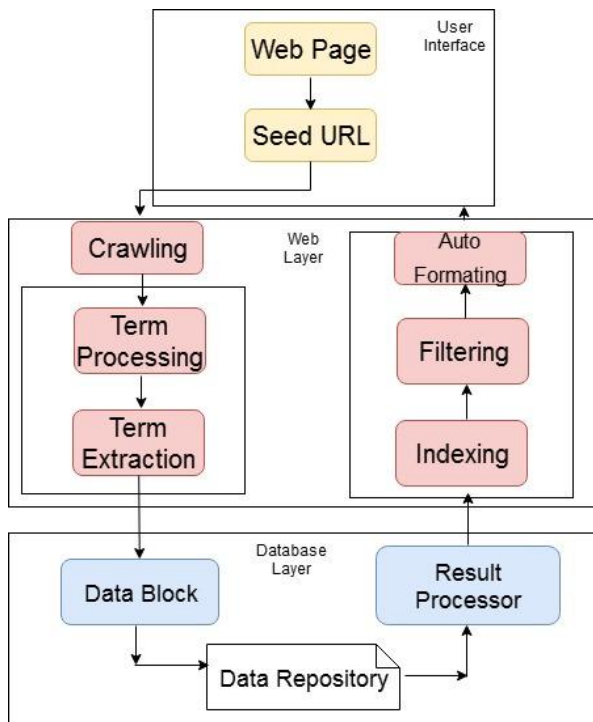 User
Interface
Web Page
Seed URL
Crawling
Web
Layer
Auto
Formating
Term
Processing
Filtering
Term
Extraction
Indexing
Database
Layer
Data Block
Result
Processor
Data Repository